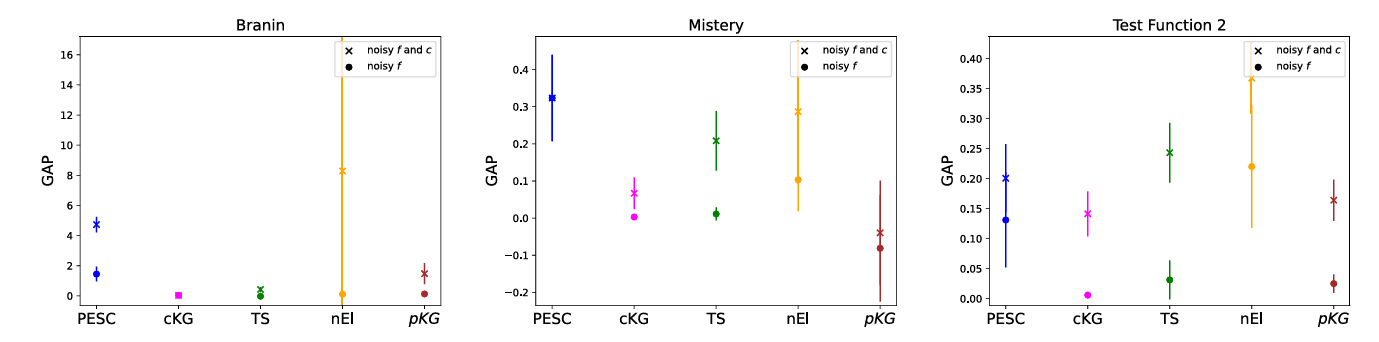 Branin
noisy f and c
noisy f
GAP
16
14
12
10
8
6
4
2
0
PESC
cKG
TS
nEI
pKG
Mistery
noisy f and c
noisy f
GAP
0.4
0.3
0.2
0.1
0.0
−0.1
−0.2
PESC
cKG
TS
nEI
pKG
Test Function 2
noisy f and c
noisy f
GAP
0.40
0.35
0.30
0.25
0.20
0.15
0.10
0.05
0.00
PESC
cKG
TS
nEI
pKG